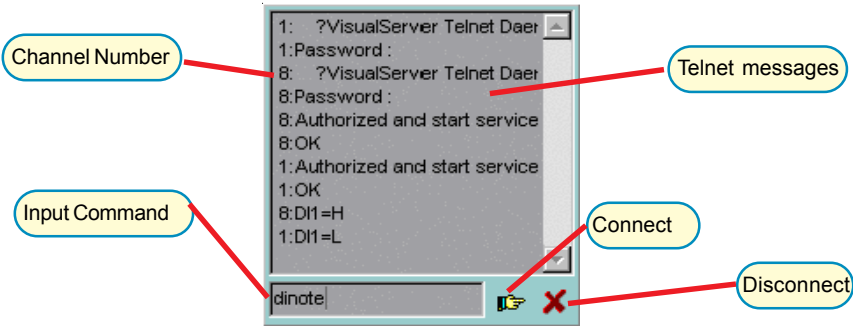 1: ?VisualServer Telnet Daer
1:Password :
8: ?VisualServer Telnet Daer
8:Password :
8:Authorized and start service
8:OK
1:Authorized and start service
1:OK
8:DI1=H
1:DI1=L
dinote
Channel Number
Telnet messages
Input Command
Connect
Disconnect